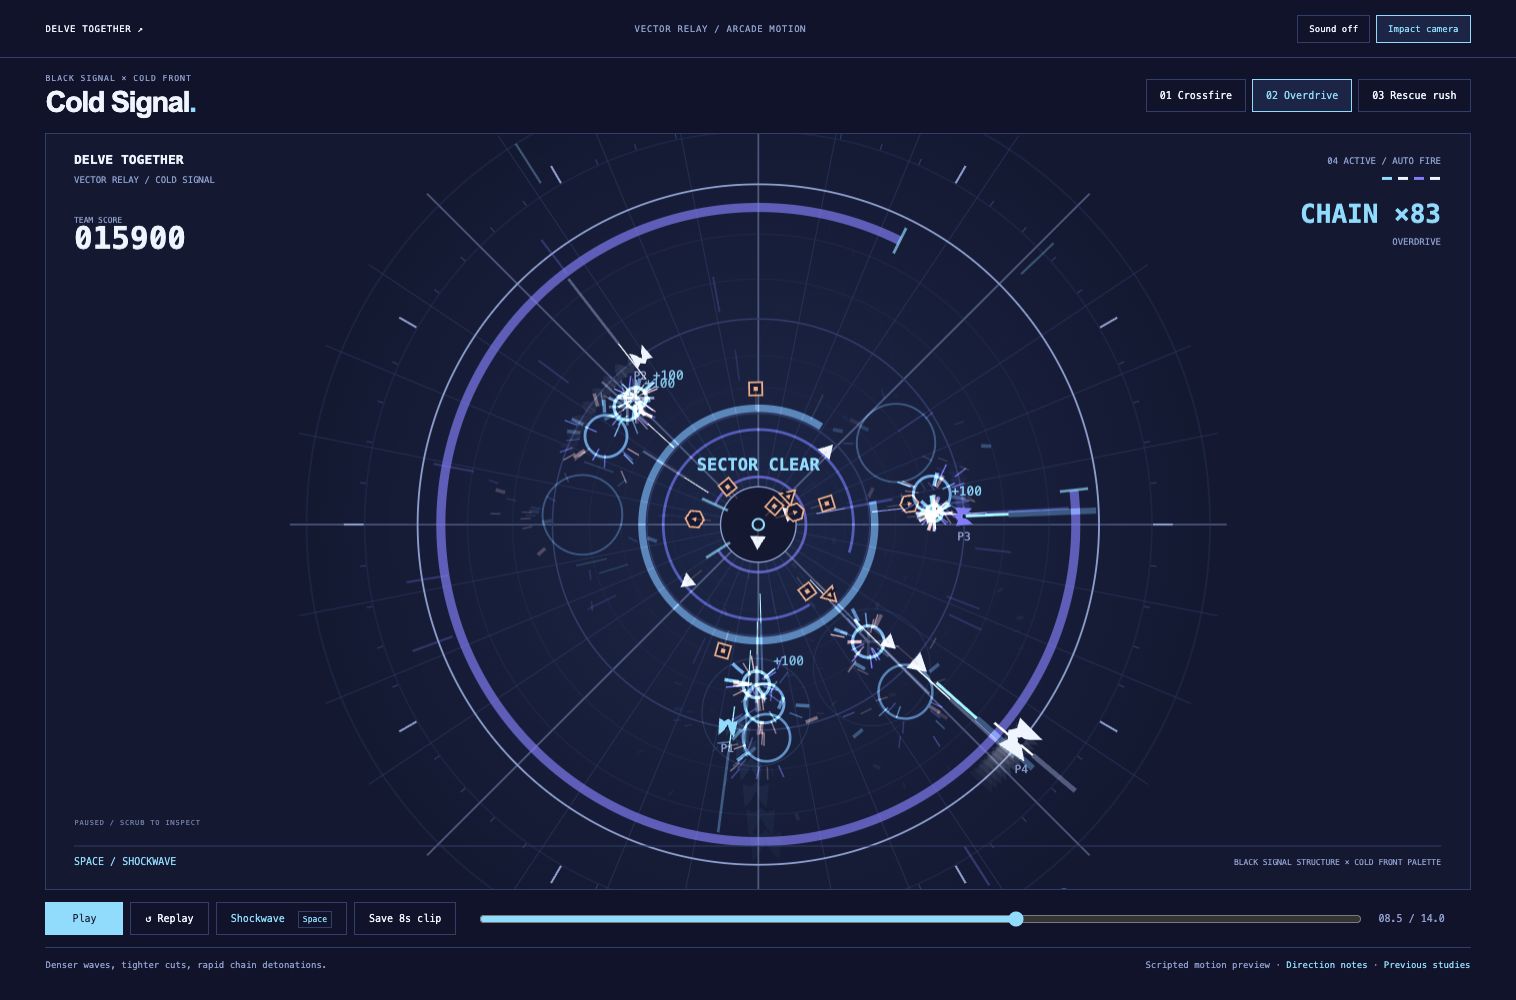 DELVE TOGETHER ↗
VECTOR RELAY / ARCADE MOTION
Sound off
Impact camera
BLACK SIGNAL × COLD FRONT
Cold Signal.
01 Crossfire
02 Overdrive
03 Rescue rush
DELVE TOGETHER
VECTOR RELAY / COLD SIGNAL
04 ACTIVE / AUTO FIRE
TEAM SCORE
015900
CHAIN ×83
OVERDRIVE
P2 +100
+100
SECTOR CLEAR
+100
P3
+100
P1
P4
PAUSED / SCRUB TO INSPECT
SPACE / SHOCKWAVE
BLACK SIGNAL STRUCTURE × COLD FRONT PALETTE
Play
↺ Replay
Shockwave Space
Save 8s clip
08.5 / 14.0
Denser waves, tighter cuts, rapid chain detonations.
Scripted motion preview · Direction notes · Previous studies